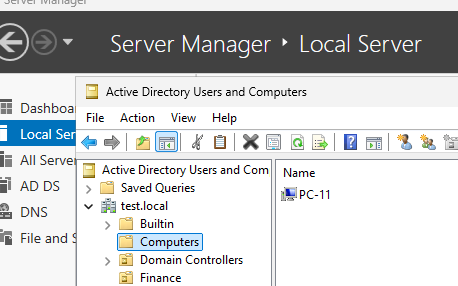 Server Manager
Server Manager • Local Server
Active Directory Users and Computers
File Action View Help
Active Directory Users and Com
Saved Queries
test.local
Builtin
Computers
Domain Controllers
Finance
Name
PC-11
Dashboa
Local Ser
All Server
AD DS
DNS
File and S